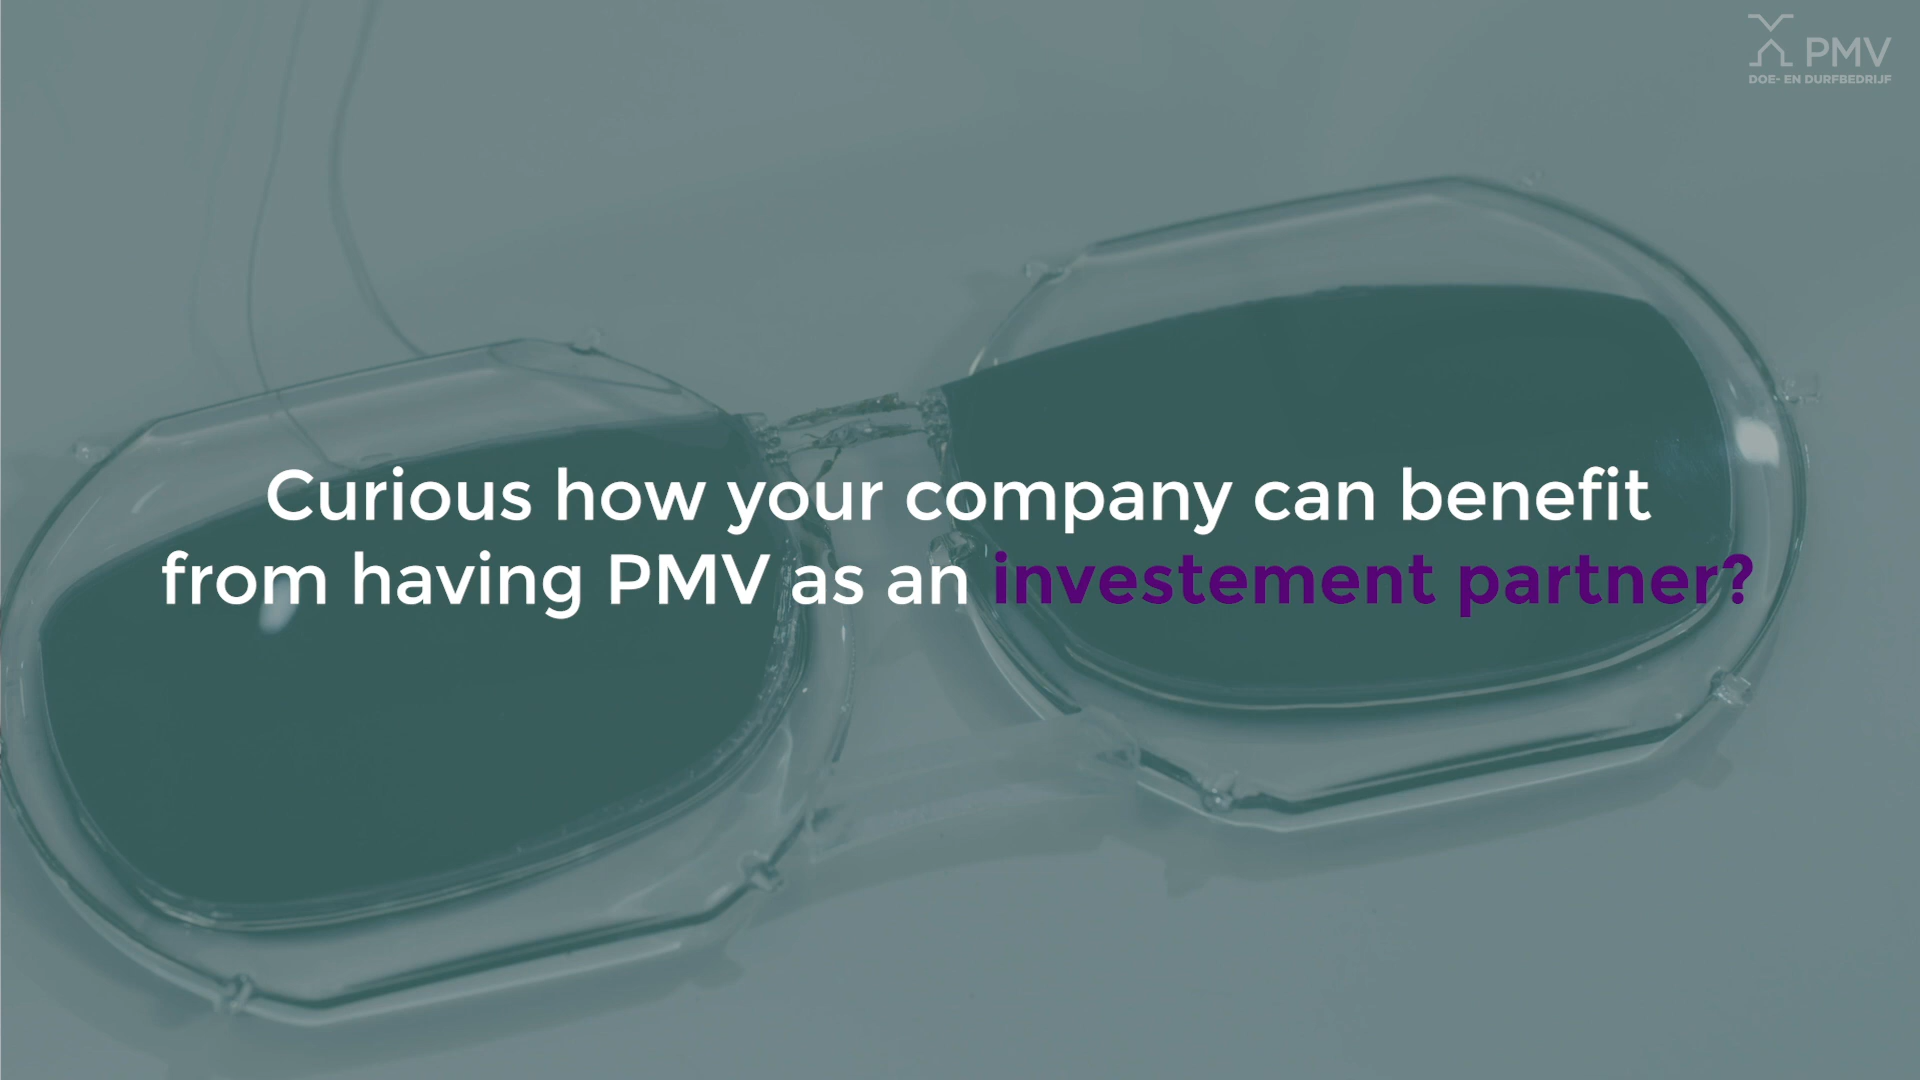 PMV
DOE- EN DURFBEDRIJF
Curious how your company can benefit
from having PMV as an investement partner?